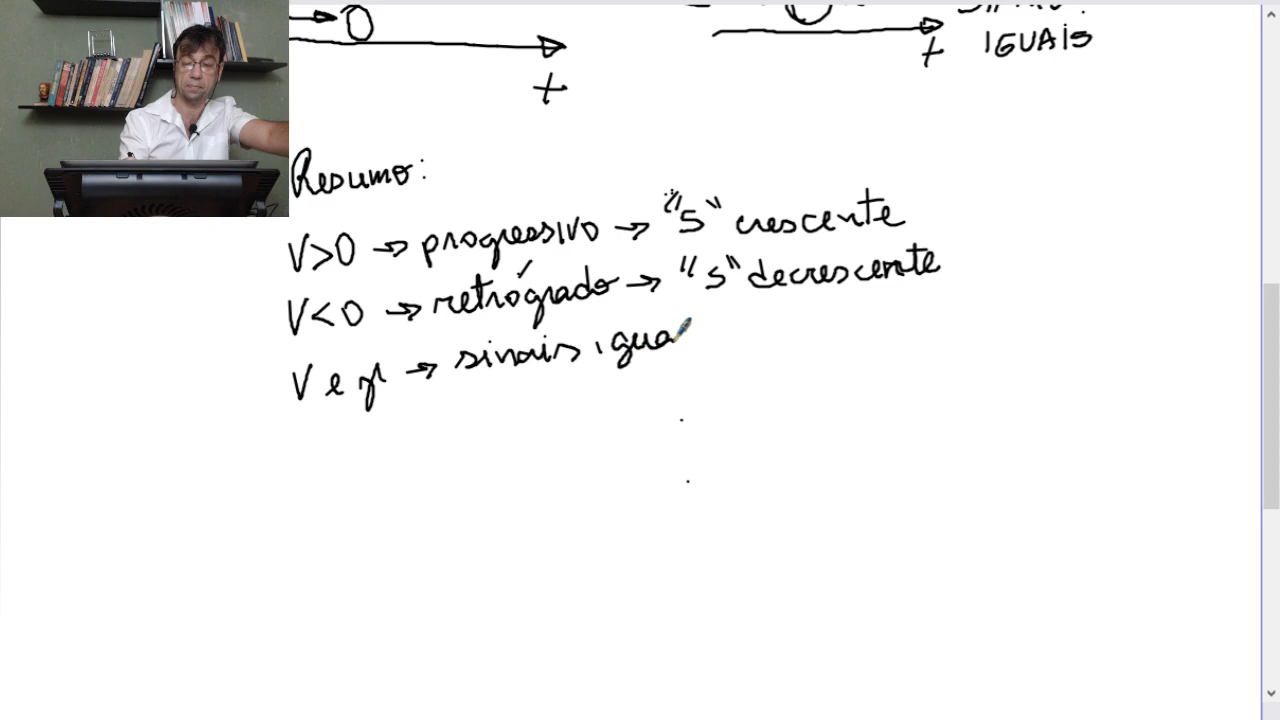 +
+
IGUAIS
Resumo:
V>0 → progressivo → "S" crescente
V<0 → retrógrado → "S" decrescente
V e γ → sinais igua